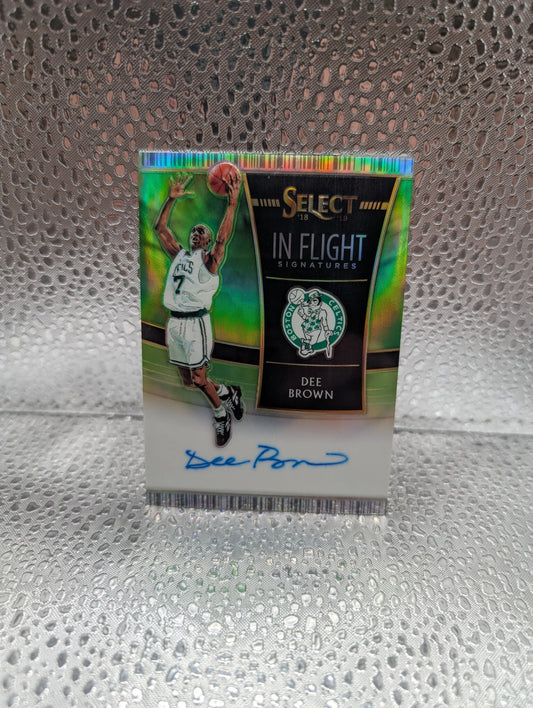 SELECT
'18 '19
IN FLIGHT
SIGNATURES
BOSTON CELTICS
DEE
BROWN
CELTICS
7
Dee Brown